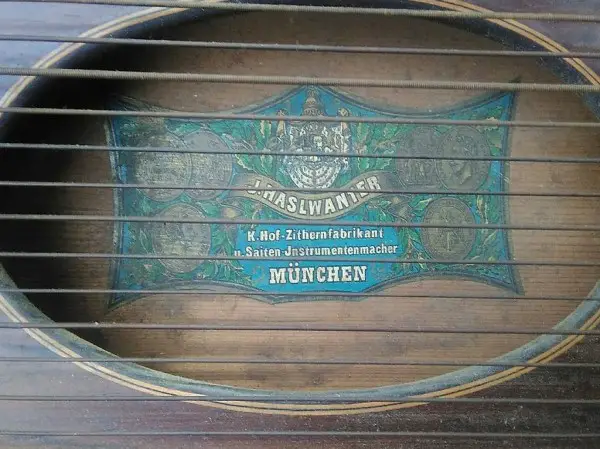 J. HASLWANTER
K. Hof-Zithernfabrikant
u. Saiten-Jnstrumentenmacher
MÜNCHEN